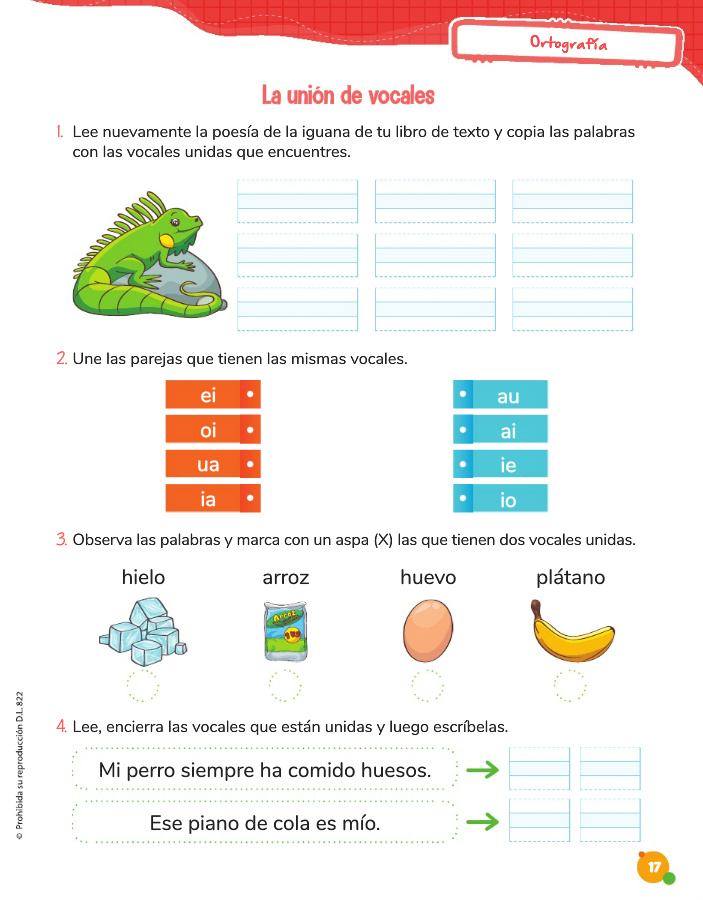 Ortografía
La unión de vocales
1. Lee nuevamente la poesía de la iguana de tu libro de texto y copia las palabras
con las vocales unidas que encuentres.
2. Une las parejas que tienen las mismas vocales.
ei
au
oi
ai
ua
ie
ia
io
3. Observa las palabras y marca con un aspa (X) las que tienen dos vocales unidas.
hielo arroz huevo plátano
Arroz
1 Kg
4. Lee, encierra las vocales que están unidas y luego escríbelas.
Mi perro siempre ha comido huesos.
Ese piano de cola es mío.
© Prohibida su reproducción D.L. 822
17